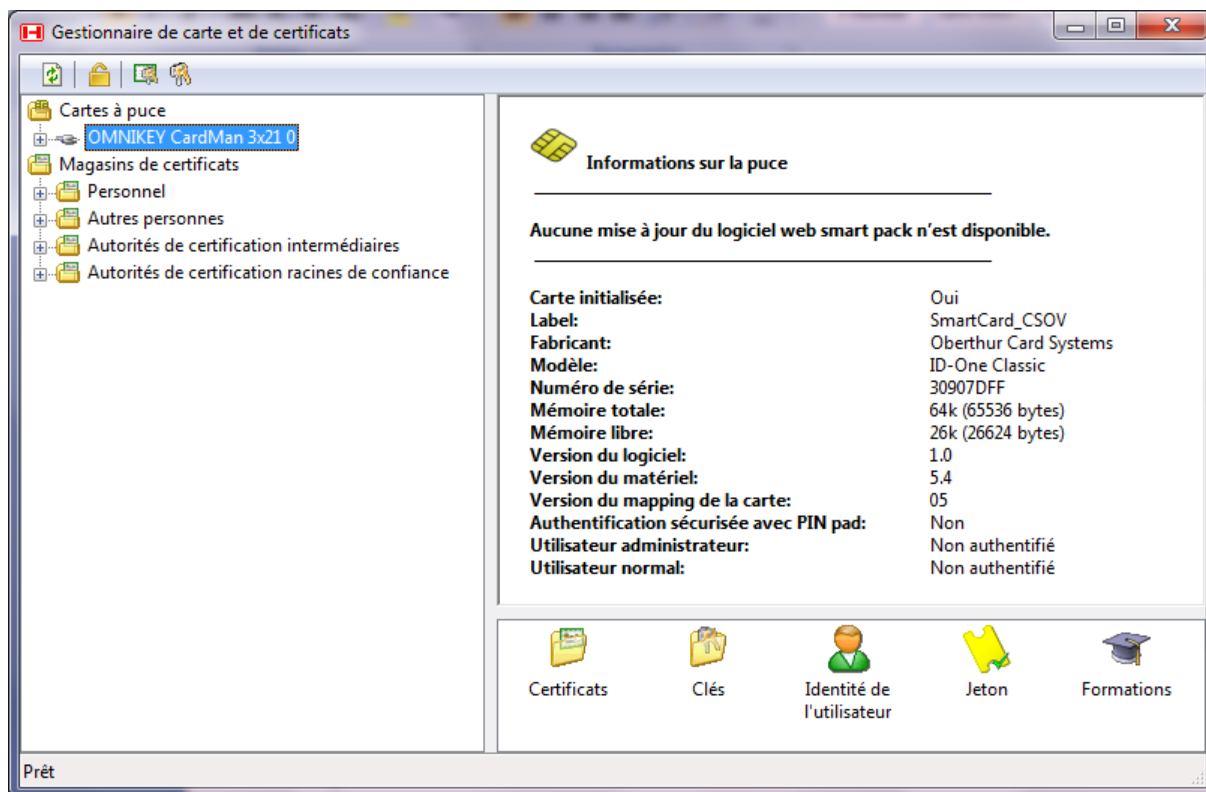 Gestionnaire de carte et de certificats
Cartes à puce
OMNIKEY CardMan 3x21 0
Magasins de certificats
Personnel
Autres personnes
Autorités de certification intermédiaires
Autorités de certification racines de confiance
Informations sur la puce
Aucune mise à jour du logiciel web smart pack n'est disponible.
Carte initialisée: Oui
Label: SmartCard_CSOV
Fabricant: Oberthur Card Systems
Modèle: ID-One Classic
Numéro de série: 30907DFF
Mémoire totale: 64k (65536 bytes)
Mémoire libre: 26k (26624 bytes)
Version du logiciel: 1.0
Version du matériel: 5.4
Version du mapping de la carte: 05
Authentification sécurisée avec PIN pad: Non
Utilisateur administrateur: Non authentifié
Utilisateur normal: Non authentifié
Certificats
Clés
Identité de
l'utilisateur
Jeton
Formations
Prêt